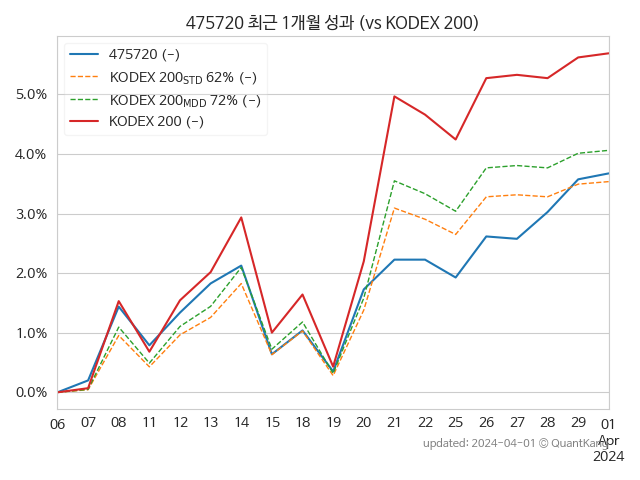 475720 최근 1개월 성과 (vs KODEX 200)
475720 (-)
KODEX 200STD 62% (-)
KODEX 200MDD 72% (-)
KODEX 200 (-)
5.0%
4.0%
3.0%
2.0%
1.0%
0.0%
06 07 08 11 12 13 14 15 18 19 20 21 22 25 26 27 28 29 01
Apr
2024
updated: 2024-04-01 © QuantKang